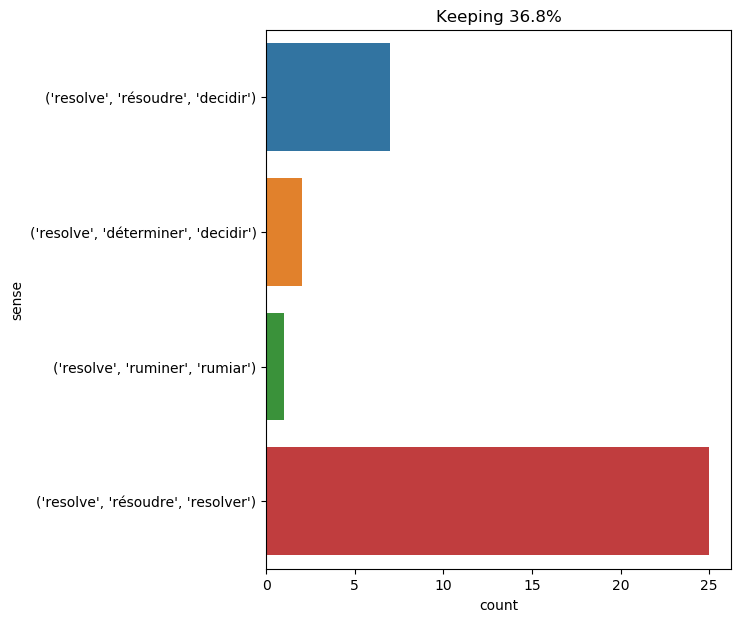 Keeping 36.8%
('resolve', 'résoudre', 'decidir')
('resolve', 'déterminer', 'decidir')
('resolve', 'ruminer', 'rumiar')
('resolve', 'résoudre', 'resolver')
sense
0 5 10 15 20 25
count